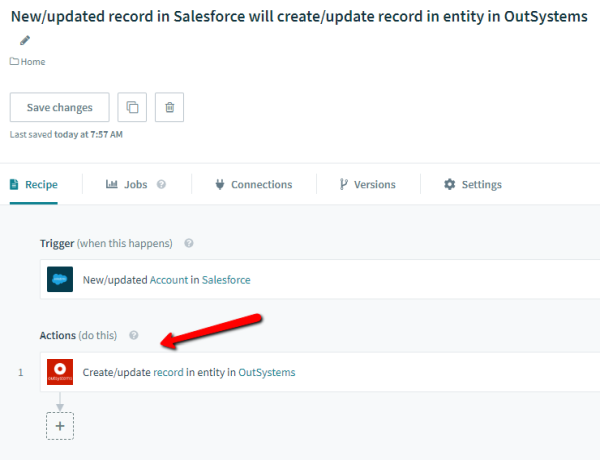 New/updated record in Salesforce will create/update record in entity in OutSystems
Home
Save changes
Last saved today at 7:57 AM
Recipe Jobs ? Connections Versions Settings
Trigger (when this happens) ?
New/updated Account in Salesforce
Actions (do this) ?
1 outsystems Create/update record in entity in OutSystems
+